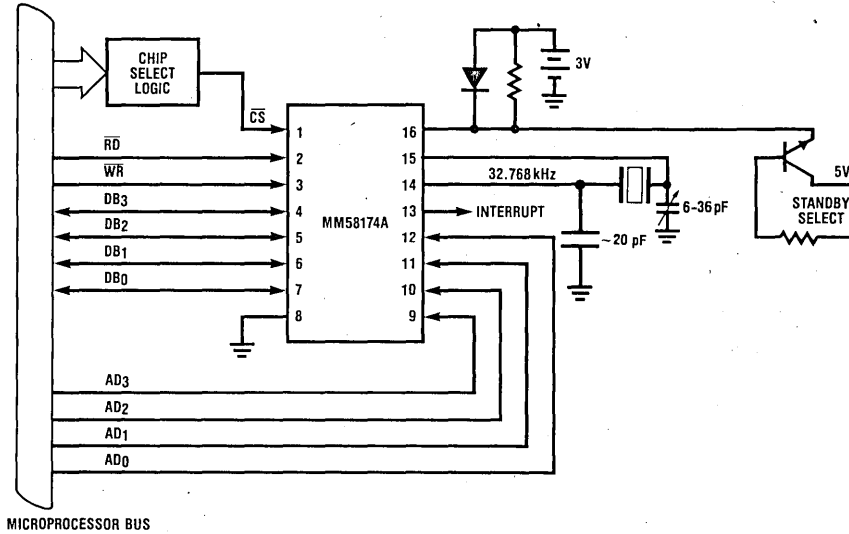 CHIP
SELECT
LOGIC
3V
CS
RD
WR
DB3
DB2
DB1
DB0
1
2
3
4
5
6
7
8
MM58174A
16
15
14
13
12
11
10
9
32.768 kHz
INTERRUPT
~20 pF
6-36 pF
5V
STANDBY
SELECT
AD3
AD2
AD1
AD0
MICROPROCESSOR BUS